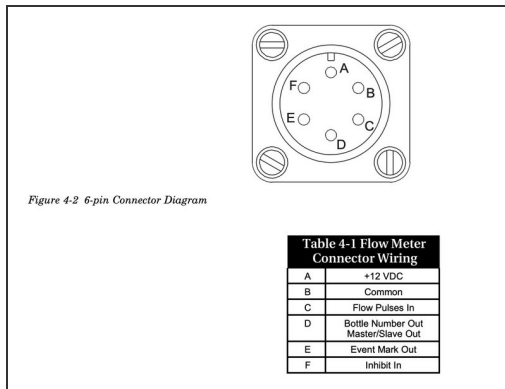 A
F
B
E
C
D
Figure 4-2 6-pin Connector Diagram
Table 4-1 Flow Meter
Connector Wiring
A +12 VDC
B Common
C Flow Pulses In
D Bottle Number Out
Master/Slave Out
E Event Mark Out
F Inhibit In